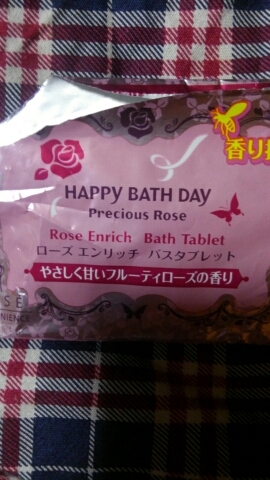 香り
HAPPY BATH DAY
Precious Rose
Rose Enrich Bath Tablet
ローズ エンリッチ バスタブレット
やさしく甘いフルーティローズの香り